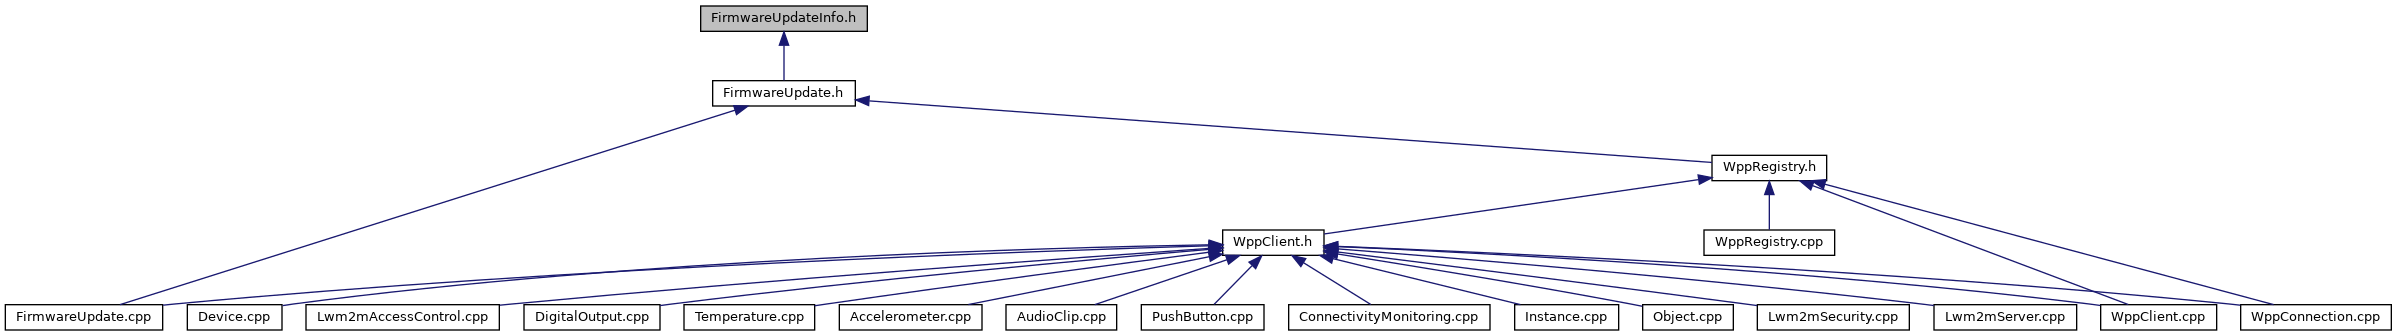 FirmwareUpdateInfo.h
FirmwareUpdate.h
WppRegistry.h
WppClient.h
WppRegistry.cpp
FirmwareUpdate.cpp
Device.cpp
Lwm2mAccessControl.cpp
DigitalOutput.cpp
Temperature.cpp
Accelerometer.cpp
AudioClip.cpp
PushButton.cpp
ConnectivityMonitoring.cpp
Instance.cpp
Object.cpp
Lwm2mSecurity.cpp
Lwm2mServer.cpp
WppClient.cpp
WppConnection.cpp